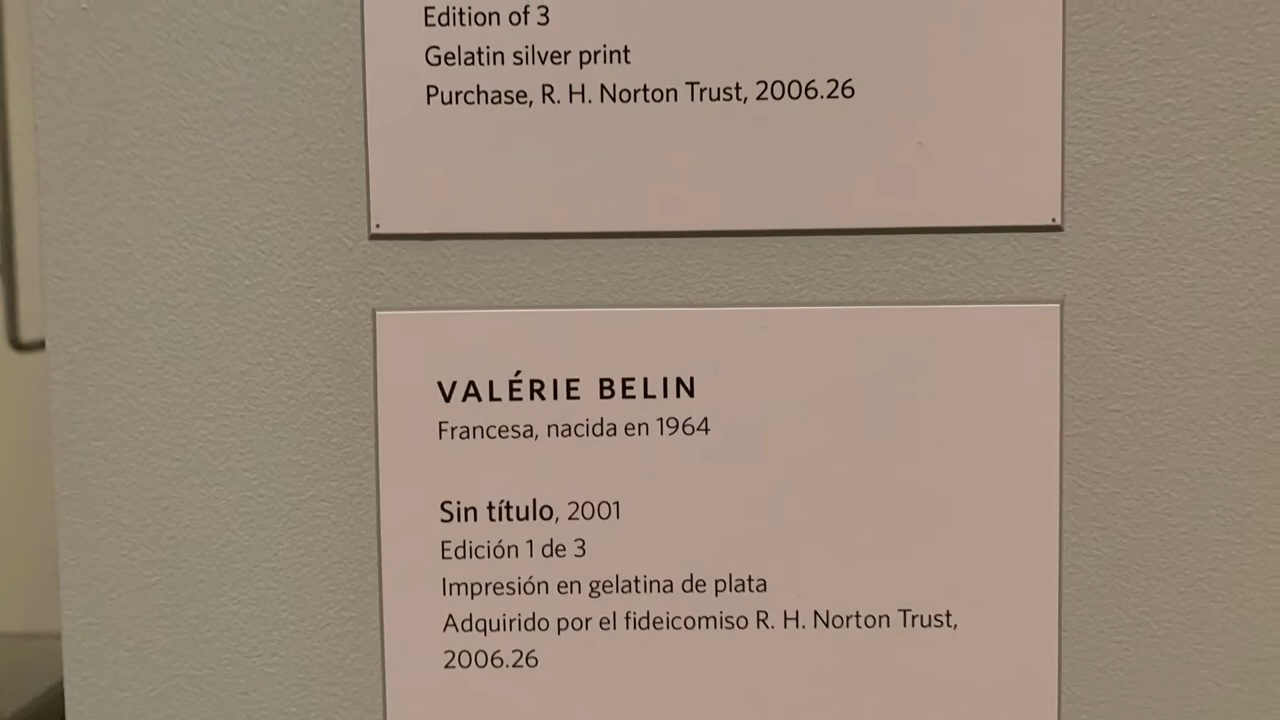 Edition of 3
Gelatin silver print
Purchase, R. H. Norton Trust, 2006.26
VALÉRIE BELIN
Francesa, nacida en 1964
Sin título, 2001
Edición 1 de 3
Impresión en gelatina de plata
Adquirido por el fideicomiso R. H. Norton Trust,
2006.26